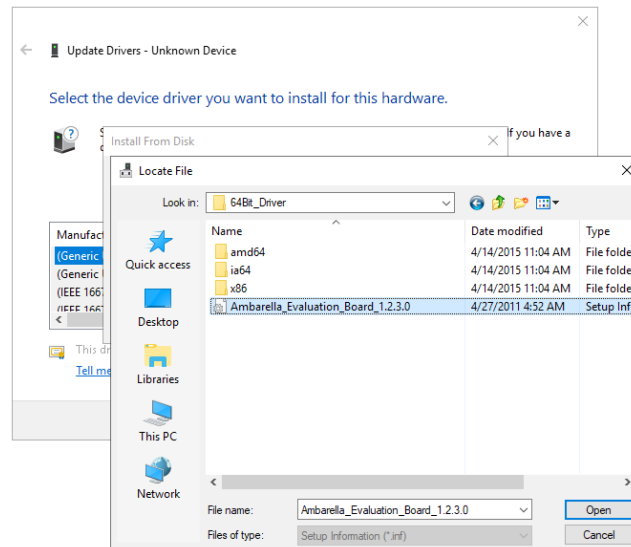 Update Drivers - Unknown Device
Select the device driver you want to install for this hardware.
If you have a
Install From Disk
Locate File
Look in: 64Bit_Driver
Name Date modified Type
amd64 4/14/2015 11:04 AM File folde
ia64 4/14/2015 11:04 AM File folde
x86 4/14/2015 11:04 AM File folde
Ambarella_Evaluation_Board_1.2.3.0 4/27/2011 4:52 AM Setup Inf
Quick access
Desktop
Libraries
This PC
Network
Manufact
(Generic
(Generic
(IEEE 1667
(IEEE 1667
This dr
Tell me
File name: Ambarella_Evaluation_Board_1.2.3.0 Open
Files of type: Setup Information (*.inf) Cancel